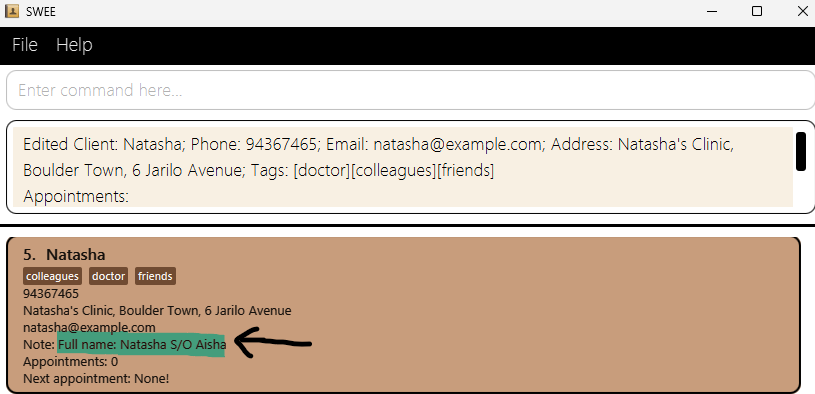 SWEE
File Help
Enter command here...
Edited Client: Natasha; Phone: 94367465; Email: natasha@example.com; Address: Natasha's Clinic,
Boulder Town, 6 Jarilo Avenue; Tags: [doctor][colleagues][friends]
Appointments:
5. Natasha
colleagues doctor friends
94367465
Natasha's Clinic, Boulder Town, 6 Jarilo Avenue
natasha@example.com
Note: Full name: Natasha S/O Aisha
Appointments: 0
Next appointment: None!